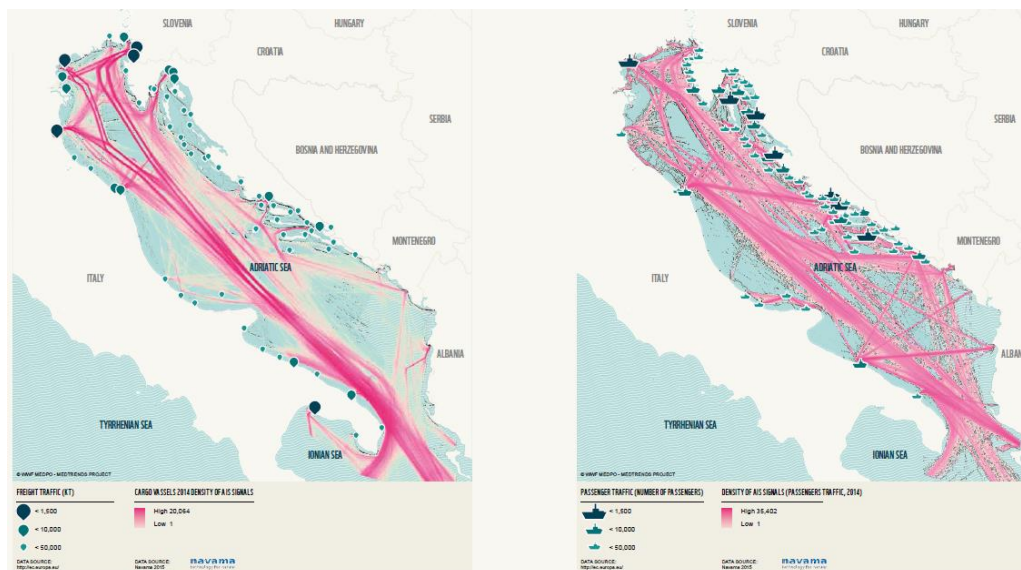 SLOVENIA
HUNGARY
CROATIA
SERBIA
BOSNIA AND HERZEGOVINA
MONTENEGRO
ITALY
ADRIATIC SEA
ALBANIA
TYRRHENIAN SEA
IONIAN SEA
© WWF MEDPO - MEDTRENDS PROJECT
FREIGHT TRAFFIC (KT)
< 1,500
< 10,000
< 50,000
CARGO VASSELS 2014 DENSITY OF AIS SIGNALS
High 20,064
Low 1
DATA SOURCE:
http://ec.europa.eu/
DATA SOURCE:
Navama 2015
navama
SLOVENIA
HUNGARY
CROATIA
SERBIA
BOSNIA AND HERZEGOVINA
MONTENEGRO
ITALY
ADRIATIC SEA
ALBAN
TYRRHENIAN SEA
IONIAN SEA
© WWF MEDPO - MEDTRENDS PROJECT
PASSENGER TRAFFIC (NUMBER OF PASSENGERS)
< 1,500
< 10,000
< 50,000
DENSITY OF AIS SIGNALS (PASSENGERS TRAFFIC, 2014)
High 35,402
Low 1
DATA SOURCE:
http://ec.europa.eu/
DATA SOURCE:
Navama 2015
navama